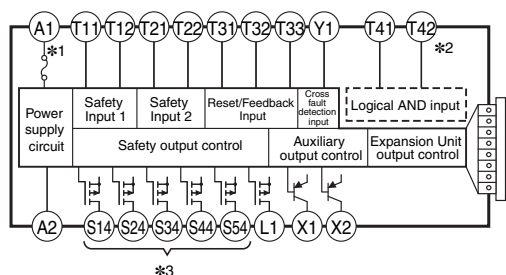 A1 T11 T12 T21 T22 T31 T32 T33 Y1 T41 T42
*1 *2
Power supply circuit
Safety Input 1
Safety Input 2
Reset/Feedback Input
Cross fault detection input
Logical AND input
Safety output control
Auxiliary output control
Expansion Unit output control
A2 S14 S24 S34 S44 S54 L1 X1 X2
*3